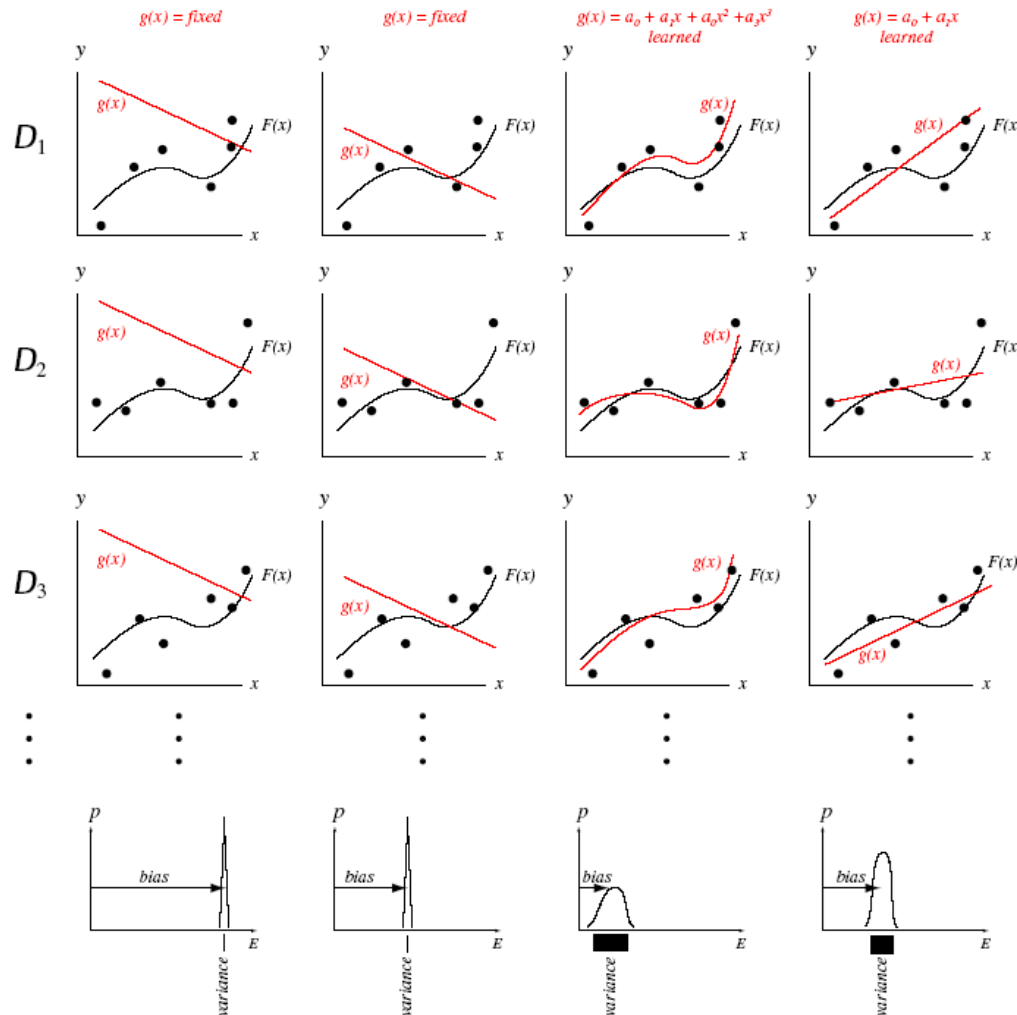 g(x) = fixed
g(x) = fixed
g(x) = a₀ + a₁x + a₀x² + a₃x³
learned
g(x) = a₀ + a₁x
learned
y
y
y
y
D₁
g(x)
F(x)
g(x)
F(x)
g(x)
F(x)
g(x)
F(x)
x
x
x
x
y
y
y
y
D₂
g(x)
F(x)
g(x)
F(x)
g(x)
F(x)
g(x)
F(x)
x
x
x
x
y
y
y
y
D₃
g(x)
F(x)
g(x)
F(x)
g(x)
F(x)
g(x)
F(x)
x
x
x
x
p
p
p
p
bias
bias
bias
bias
E
E
E
E
variance
variance
variance
variance